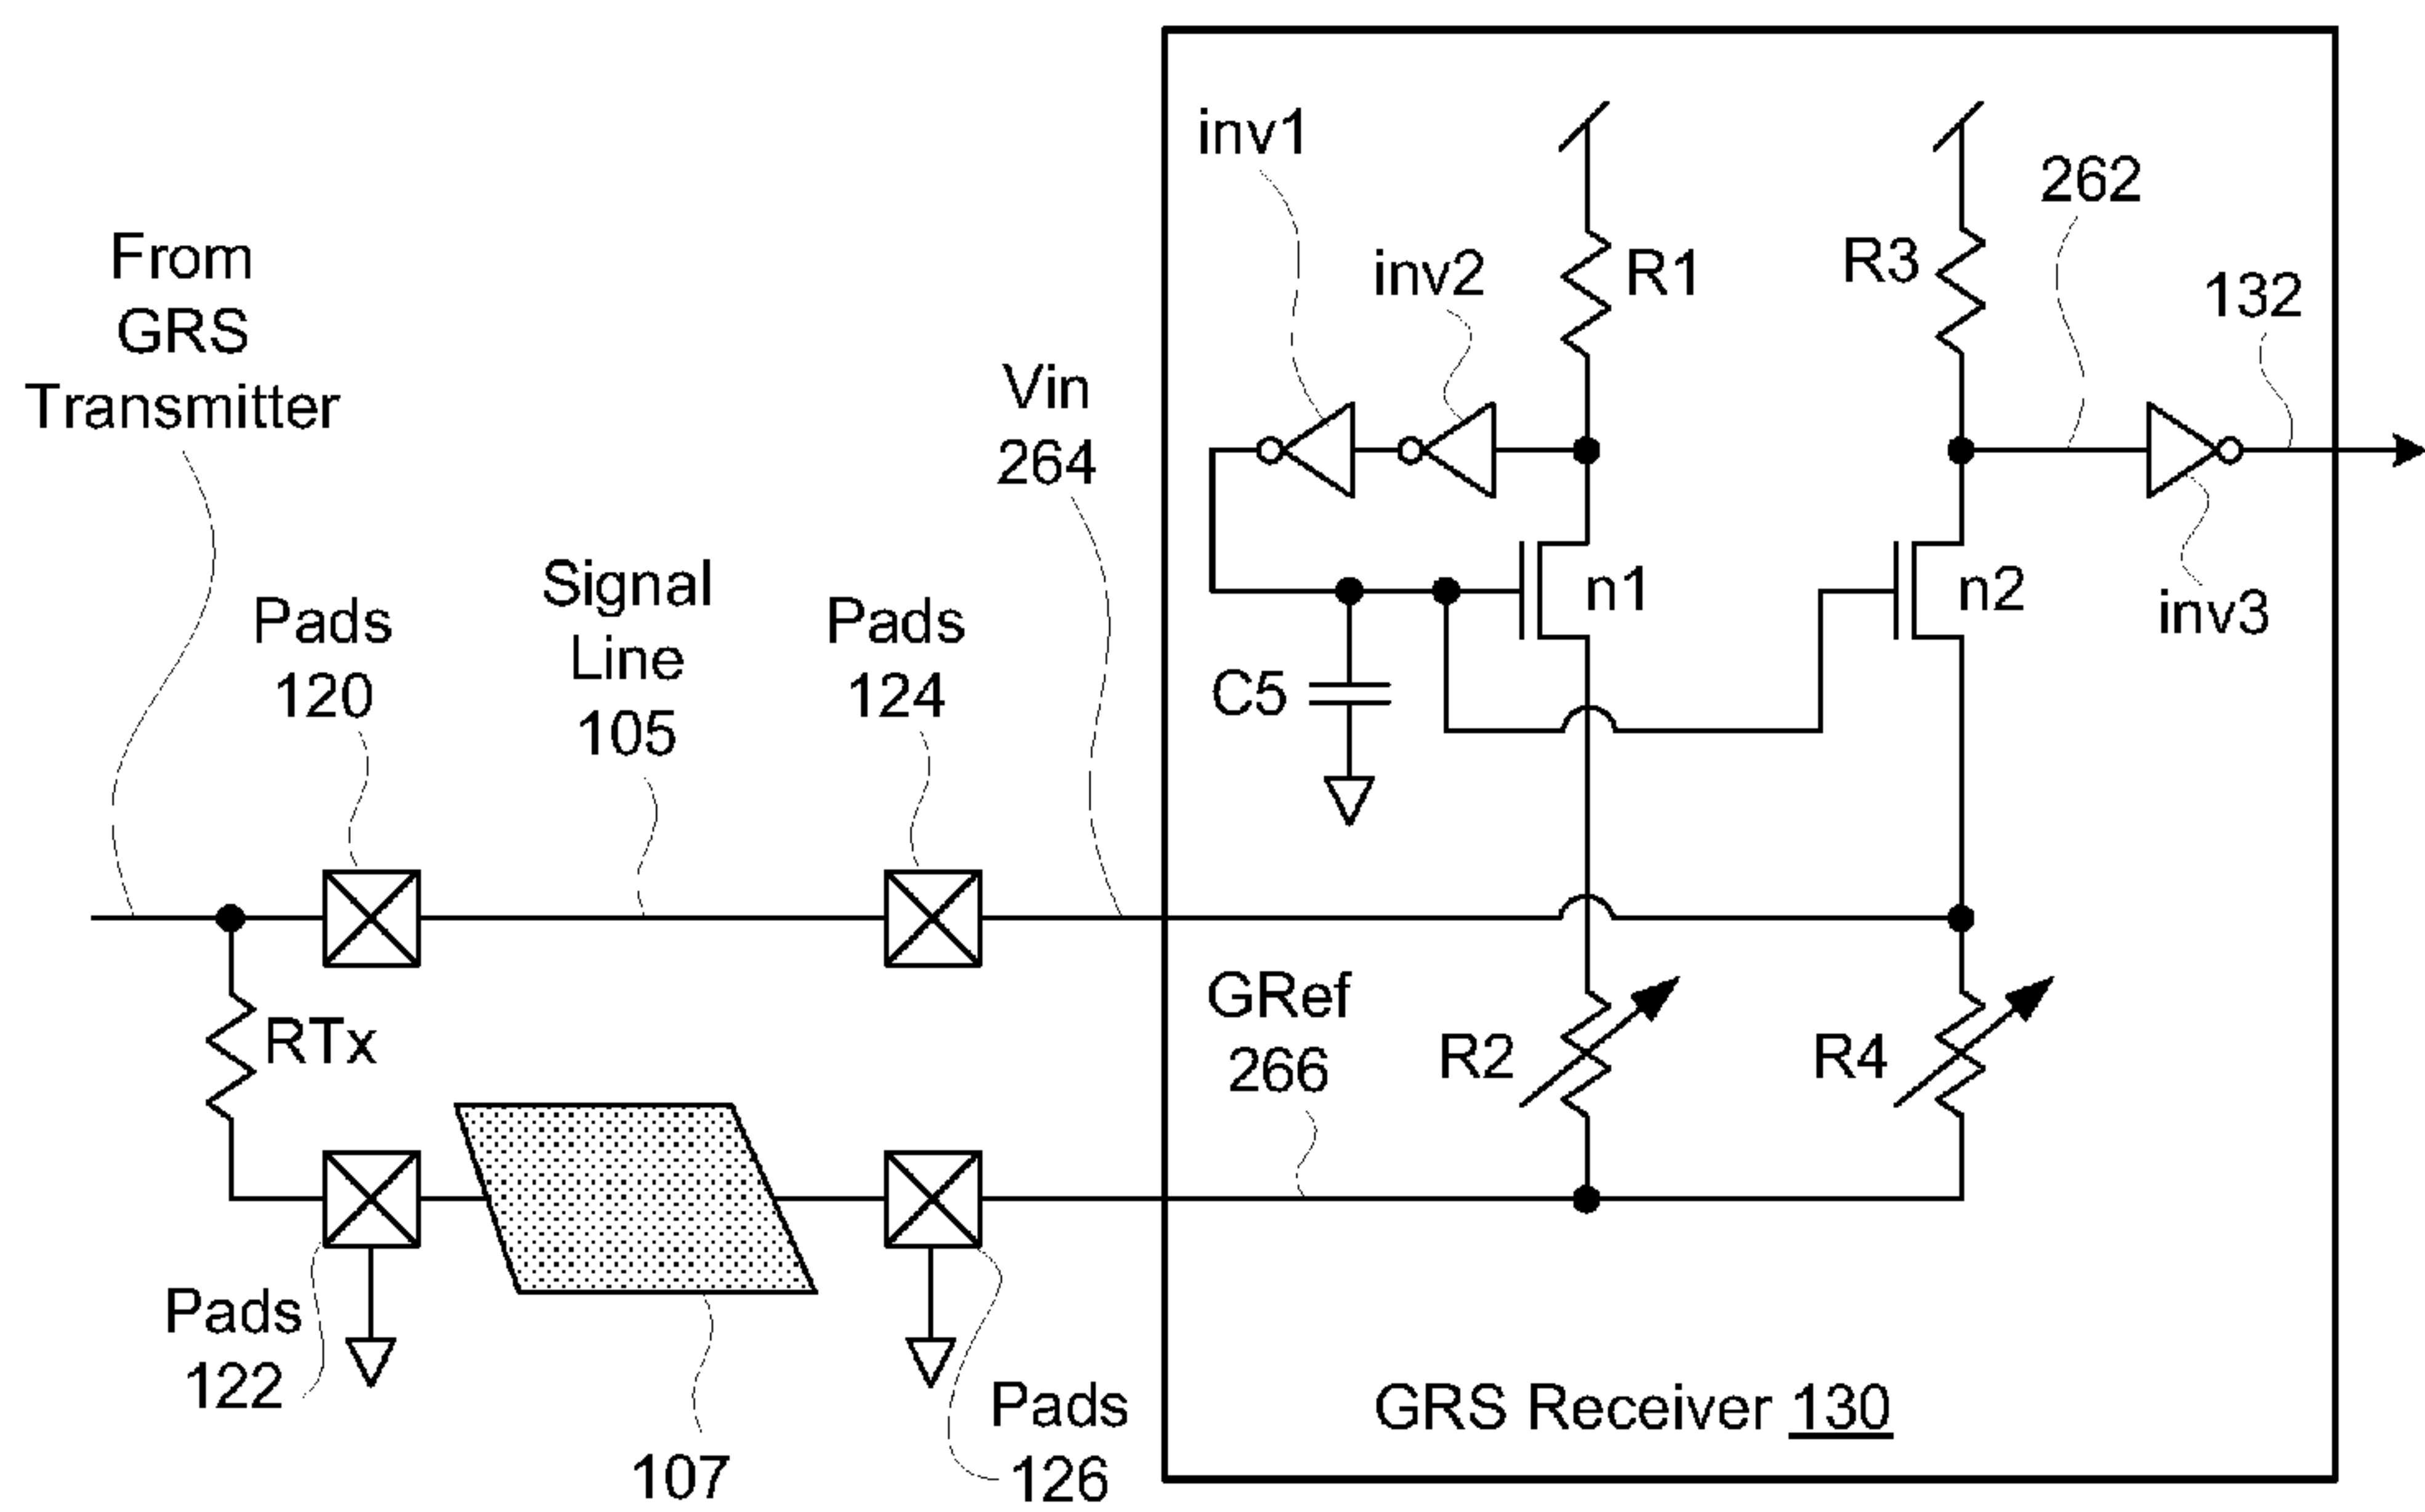 From
GRS
Transmitter
Pads
120
Signal
Line
105
Pads
124
Vin
264
inv1
inv2
R1
R3
262
132
n1
n2
inv3
C5
RTx
GRef
266
R2
R4
Pads
122
107
Pads
126
GRS Receiver 130